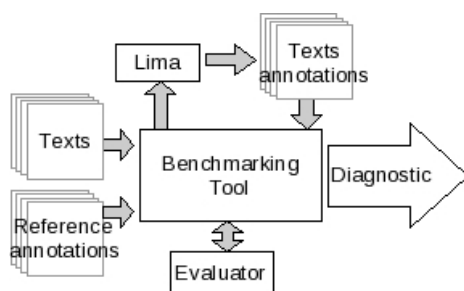 Lima
Texts
annotations
Texts
Benchmarking
Tool
Diagnostic
Reference
annotations
Evaluator